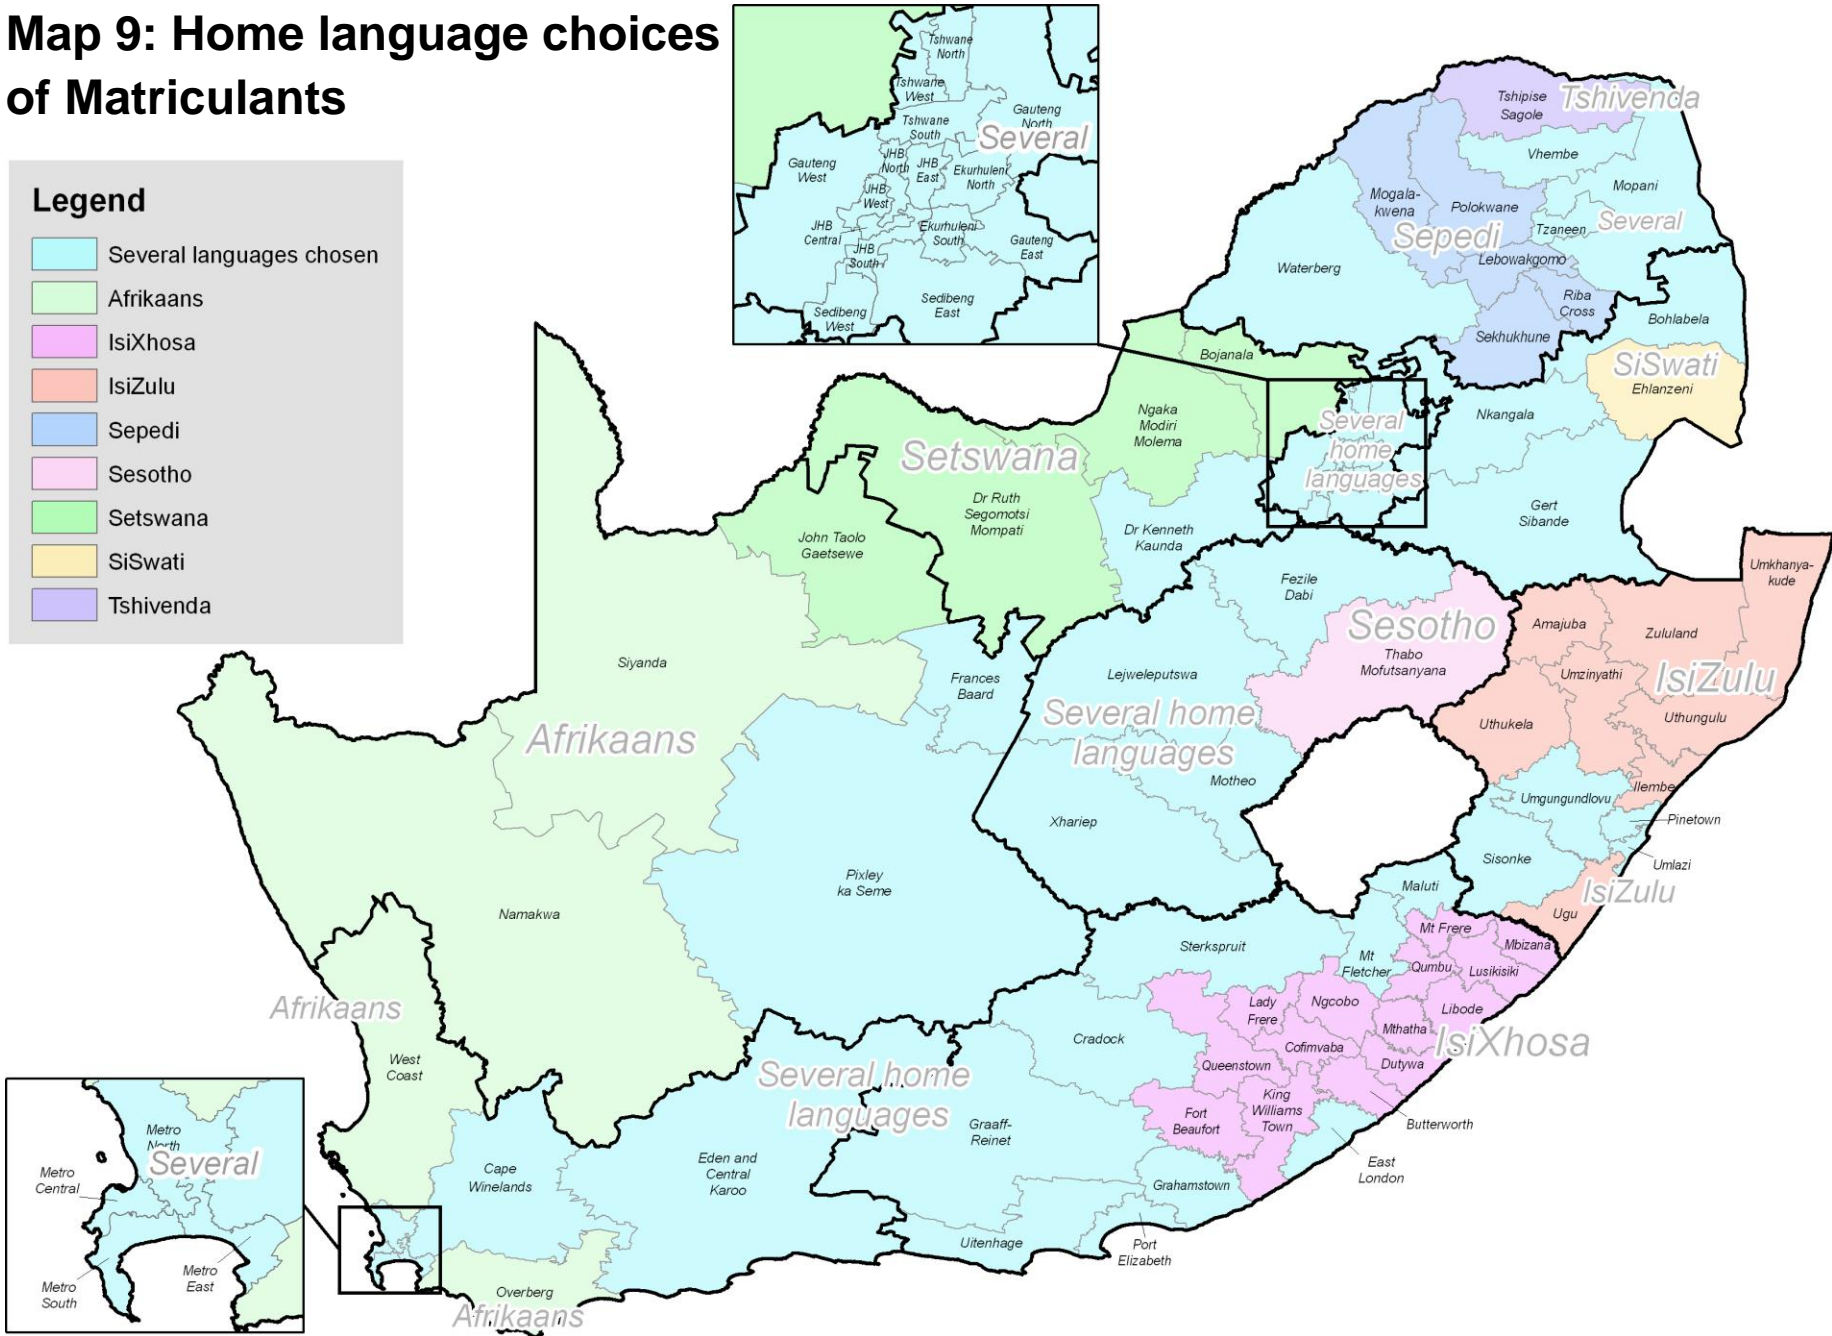 Map 9: Home language choices
of Matriculants
Legend
Several languages chosen
Afrikaans
IsiXhosa
IsiZulu
Sepedi
Sesotho
Setswana
SiSwati
Tshivenda
Tshwane
North
Tshwane
West
Tshwane
South
Gauteng
North
Several
Gauteng
West
JHB
North
JHB
East
Ekurhuleni
North
JHB
West
JHB
Central
Ekurhuleni
South
JHB
South
Gauteng
East
Sedibeng
West
Sedibeng
East
Tshipise
Sagole
Tshivenda
Vhembe
Mopani
Mogala-
kwena
Polokwane
Tzaneen
Several
Sepedi
Lebowakgomo
Waterberg
Riba
Cross
Sekhukhune
Bohlabela
SiSwati
Ehlanzeni
Bojanala
Ngaka
Modiri
Molema
Several
home
languages
Nkangala
Gert
Sibande
Setswana
Dr Ruth
Segomotsi
Mompati
John Taolo
Gaetsewe
Dr Kenneth
Kaunda
Fezile
Dabi
Sesotho
Thabo
Mofutsanyana
Umkhanya-
kude
Amajuba
Zululand
Umzinyathi
IsiZulu
Uthukela
Uthungulu
Ilembe
Umgungundlovu
Pinetown
Umlazi
Sisonke
IsiZulu
Ugu
Siyanda
Frances
Baard
Lejweleputswa
Several home
languages
Motheo
Xhariep
Afrikaans
Pixley
ka Seme
Namakwa
Maluti
Mt Frere
Mbizana
Sterkspruit
Mt
Fletcher
Qumbu
Lusikisiki
Lady
Frere
Ngcobo
Libode
Mthatha
IsiXhosa
Cradock
Cofimvaba
Dutywa
Queenstown
King
Williams
Town
Fort
Beaufort
Butterworth
East
London
Afrikaans
West
Coast
Several home
languages
Graaff-
Reinet
Eden and
Central
Karoo
Cape
Winelands
Grahamstown
Uitenhage
Port
Elizabeth
Overberg
Afrikaans
Metro
North
Several
Metro
Central
Metro
East
Metro
South